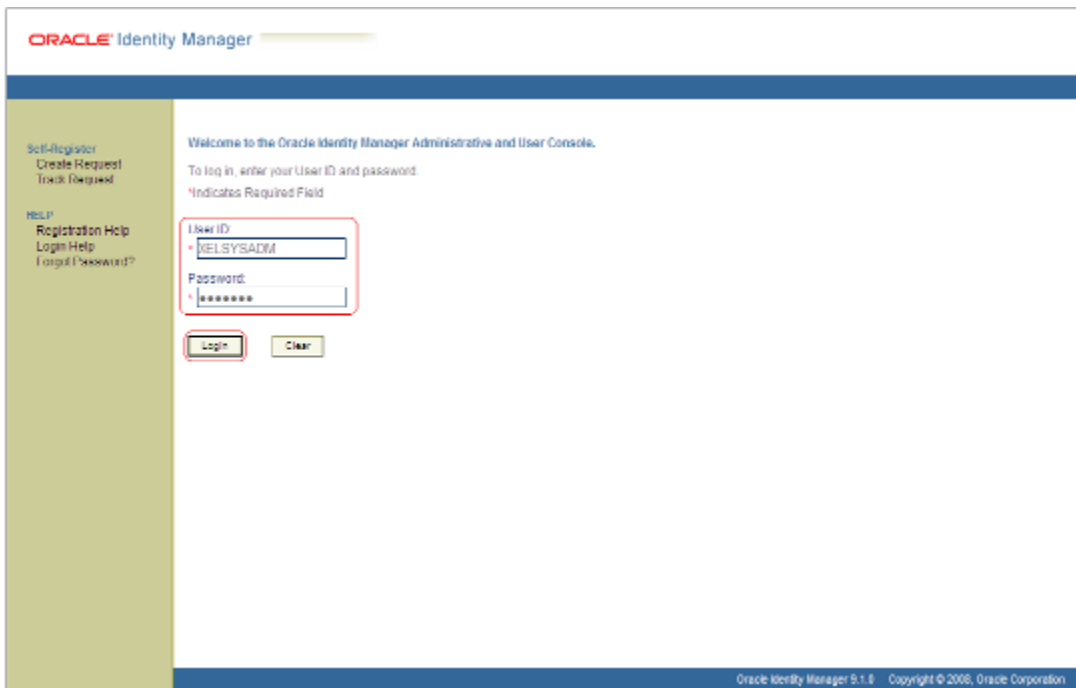 ORACLE Identity Manager
Self-Register
Create Request
Track Request
HELP
Registration Help
Login Help
Forgot Password?
Welcome to the Oracle Identity Manager Administrative and User Console.
To log in, enter your User ID and password.
*Indicates Required Field
User ID:
* XELSYSADM
Password:
* •••••••
Login Clear
Oracle Identity Manager 9.1.0 Copyright © 2008, Oracle Corporation